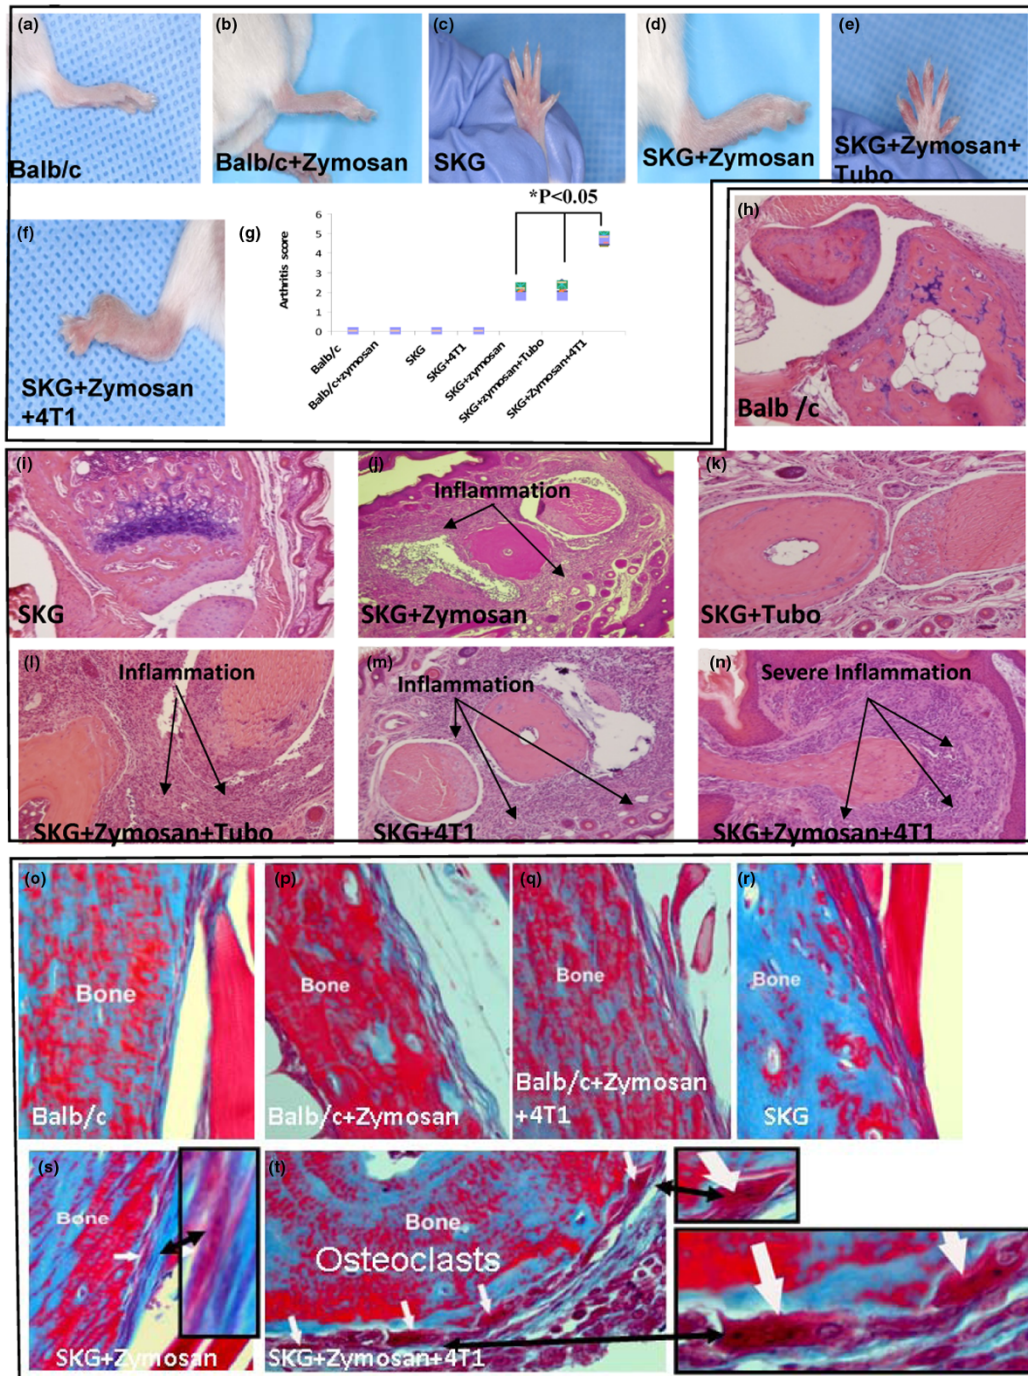 (a)
Balb/c
(b)
Balb/c+Zymosan
(c)
SKG
(d)
SKG+Zymosan
(e)
SKG+Zymosan+
Tubo
(f)
SKG+Zymosan
+4T1
(g)
*P<0.05
Arthritis score
6
5
4
3
2
1
0
Balb/c
Balb/c+zymosan
SKG
SKG+4T1
SKG+zymosan
SKG+zymosan+Tubo
SKG+Zymosan+4T1
(h)
Balb /c
(i)
SKG
(j)
Inflammation
SKG+Zymosan
(k)
SKG+Tubo
(l)
Inflammation
SKG+Zymosan+Tubo
(m)
Inflammation
SKG+4T1
(n)
Severe Inflammation
SKG+Zymosan+4T1
(o)
Bone
Balb/c
(p)
Bone
Balb/c+Zymosan
(q)
Bone
Balb/c+Zymosan
+4T1
(r)
Bone
SKG
(s)
Bone
SKG+Zymosan
(t)
Bone
Osteoclasts
SKG+Zymosan+4T1